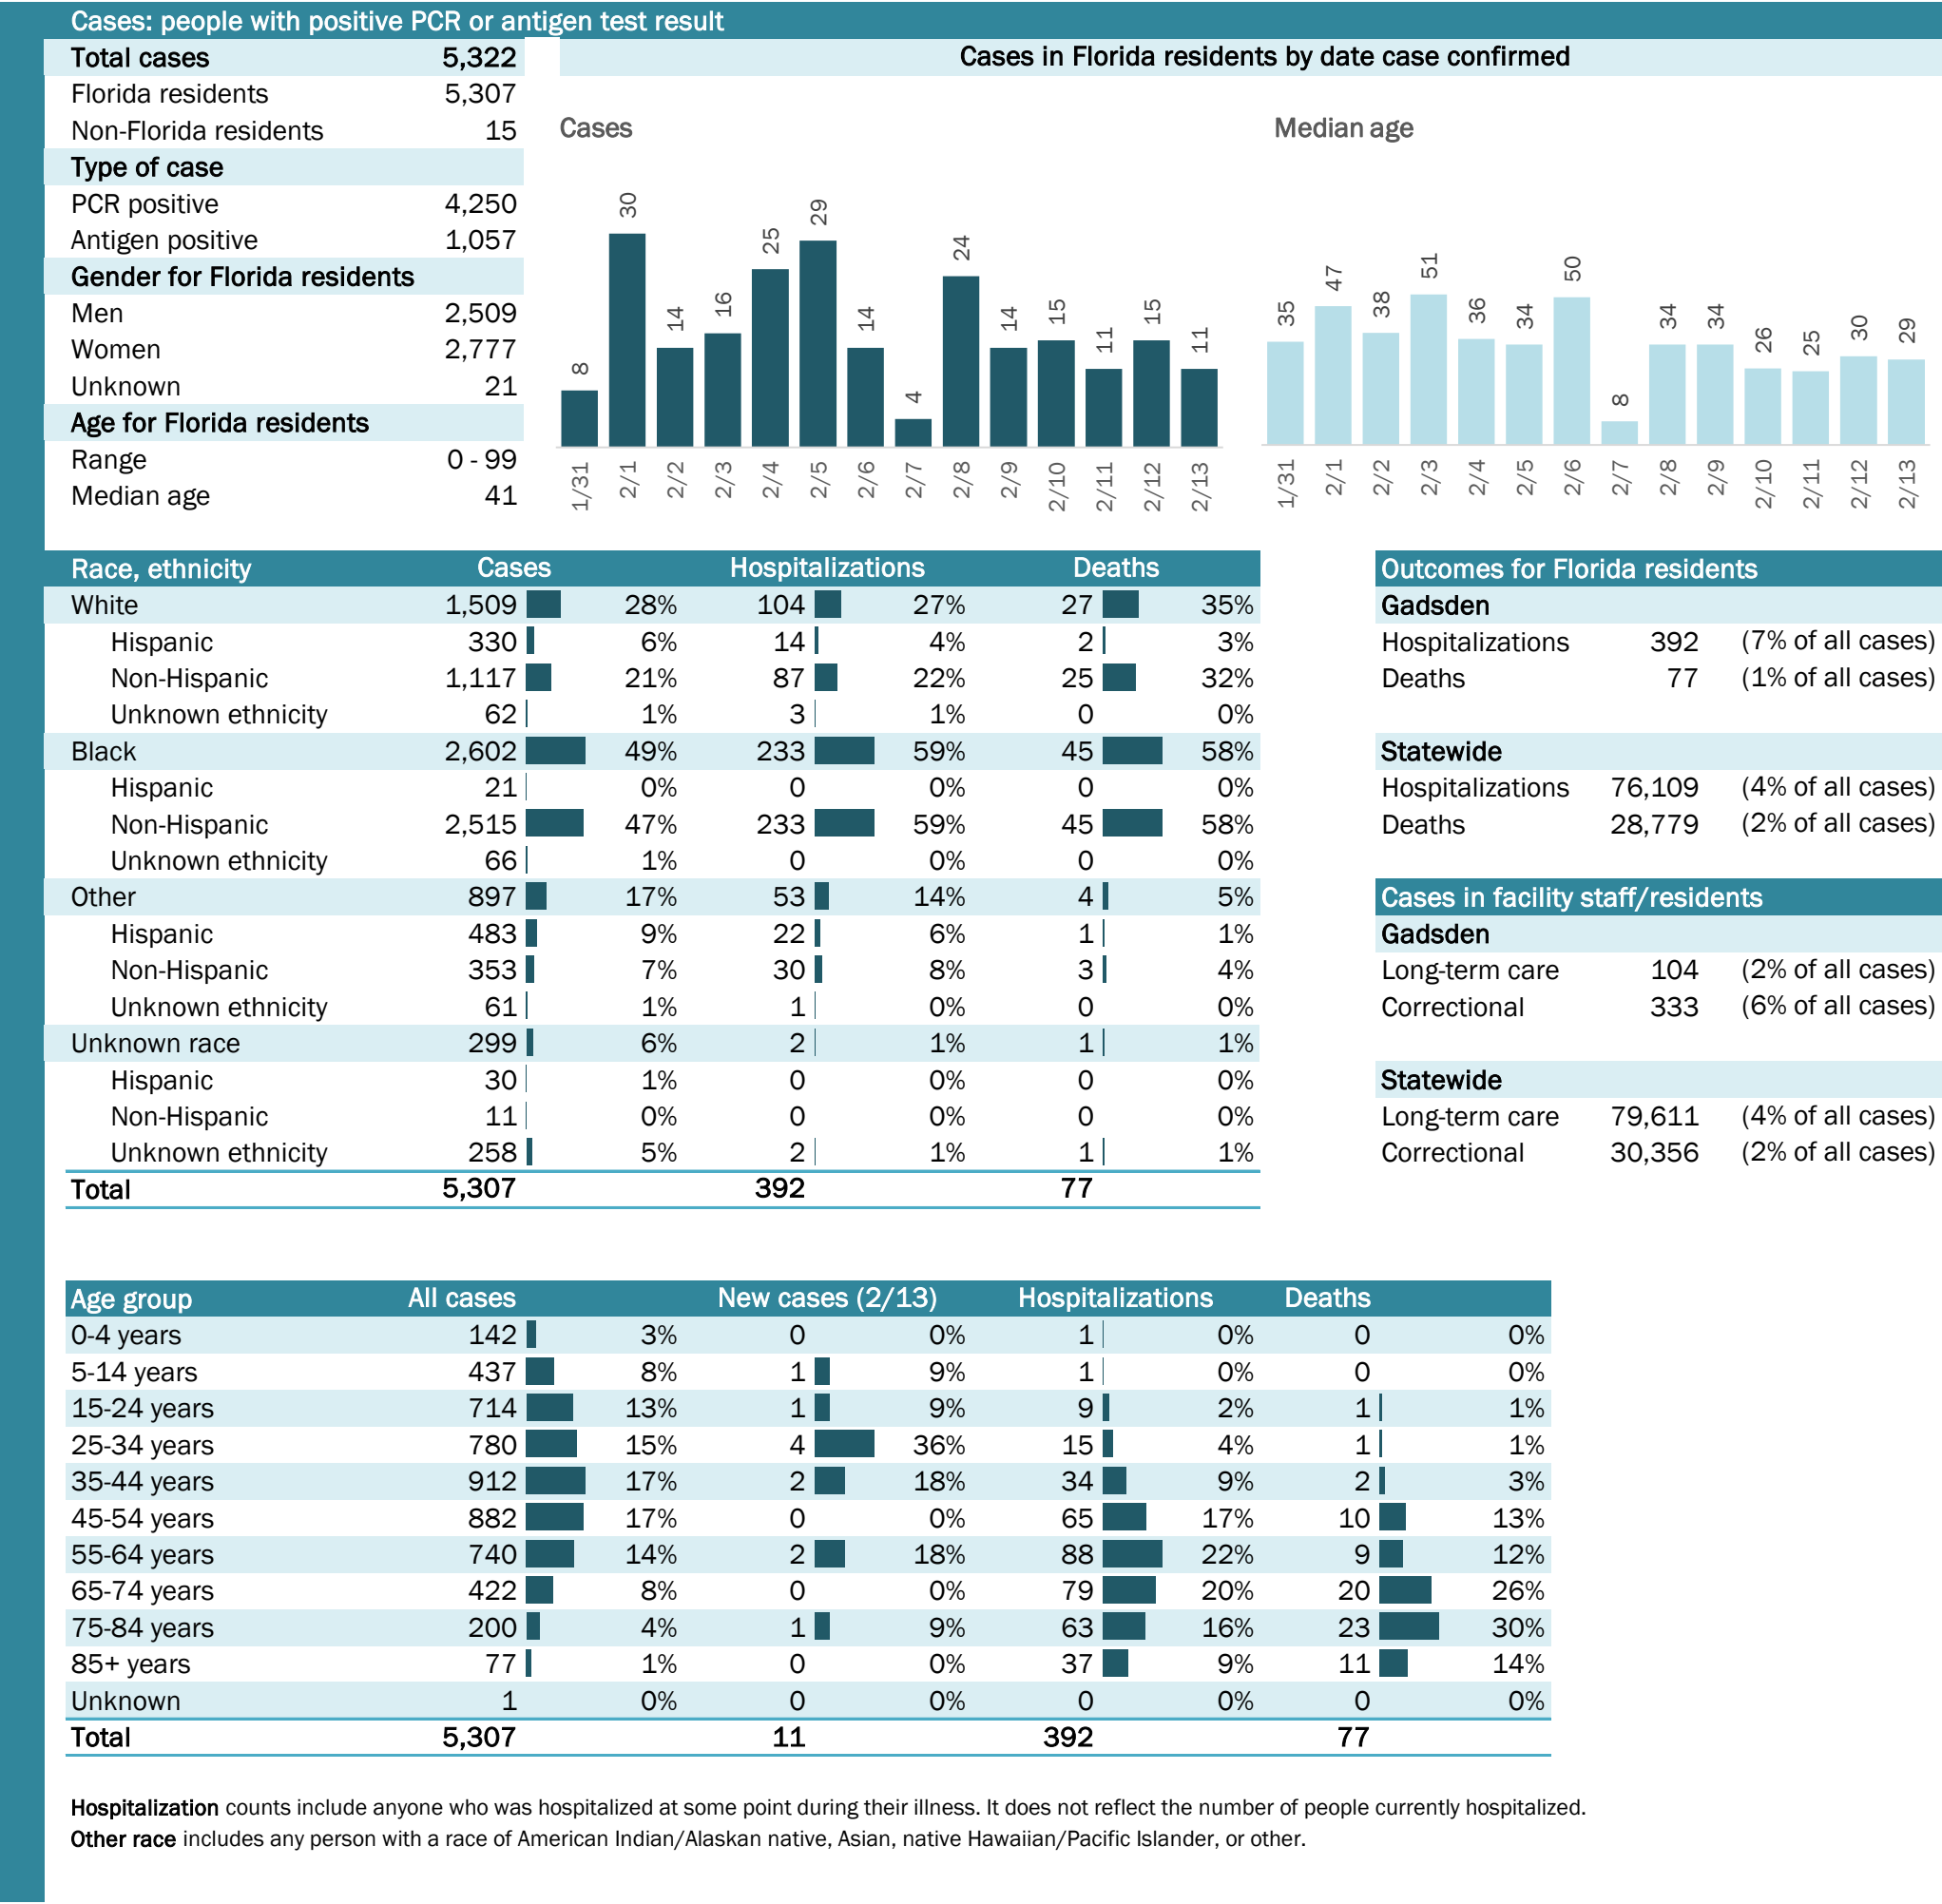 Cases: people with positive PCR or antigen test result
Total cases 5,322
Florida residents 5,307
Non-Florida residents 15
Type of case
PCR positive 4,250
Antigen positive 1,057
Gender for Florida residents
Men 2,509
Women 2,777
Unknown 21
Age for Florida residents
Range 0 - 99
Median age 41
Cases in Florida residents by date case confirmed
Cases
8 30 14 16 25 29 14 4 24 14 15 11 15 11
1/31 2/1 2/2 2/3 2/4 2/5 2/6 2/7 2/8 2/9 2/10 2/11 2/12 2/13
Median age
35 47 38 51 36 34 50 8 34 34 26 25 30 29
1/31 2/1 2/2 2/3 2/4 2/5 2/6 2/7 2/8 2/9 2/10 2/11 2/12 2/13
Race, ethnicity Cases Hospitalizations Deaths
White 1,509 28% 104 27% 27 35%
Hispanic 330 6% 14 4% 2 3%
Non-Hispanic 1,117 21% 87 22% 25 32%
Unknown ethnicity 62 1% 3 1% 0 0%
Black 2,602 49% 233 59% 45 58%
Hispanic 21 0% 0 0% 0 0%
Non-Hispanic 2,515 47% 233 59% 45 58%
Unknown ethnicity 66 1% 0 0% 0 0%
Other 897 17% 53 14% 4 5%
Hispanic 483 9% 22 6% 1 1%
Non-Hispanic 353 7% 30 8% 3 4%
Unknown ethnicity 61 1% 1 0% 0 0%
Unknown race 299 6% 2 1% 1 1%
Hispanic 30 1% 0 0% 0 0%
Non-Hispanic 11 0% 0 0% 0 0%
Unknown ethnicity 258 5% 2 1% 1 1%
Total 5,307 392 77
Outcomes for Florida residents
Gadsden
Hospitalizations 392 (7% of all cases)
Deaths 77 (1% of all cases)
Statewide
Hospitalizations 76,109 (4% of all cases)
Deaths 28,779 (2% of all cases)
Cases in facility staff/residents
Gadsden
Long-term care 104 (2% of all cases)
Correctional 333 (6% of all cases)
Statewide
Long-term care 79,611 (4% of all cases)
Correctional 30,356 (2% of all cases)
Age group All cases New cases (2/13) Hospitalizations Deaths
0-4 years 142 3% 0 0% 1 0% 0 0%
5-14 years 437 8% 1 9% 1 0% 0 0%
15-24 years 714 13% 1 9% 9 2% 1 1%
25-34 years 780 15% 4 36% 15 4% 1 1%
35-44 years 912 17% 2 18% 34 9% 2 3%
45-54 years 882 17% 0 0% 65 17% 10 13%
55-64 years 740 14% 2 18% 88 22% 9 12%
65-74 years 422 8% 0 0% 79 20% 20 26%
75-84 years 200 4% 1 9% 63 16% 23 30%
85+ years 77 1% 0 0% 37 9% 11 14%
Unknown 1 0% 0 0% 0 0% 0 0%
Total 5,307 11 392 77
Hospitalization counts include anyone who was hospitalized at some point during their illness. It does not reflect the number of people currently hospitalized.
Other race includes any person with a race of American Indian/Alaskan native, Asian, native Hawaiian/Pacific Islander, or other.